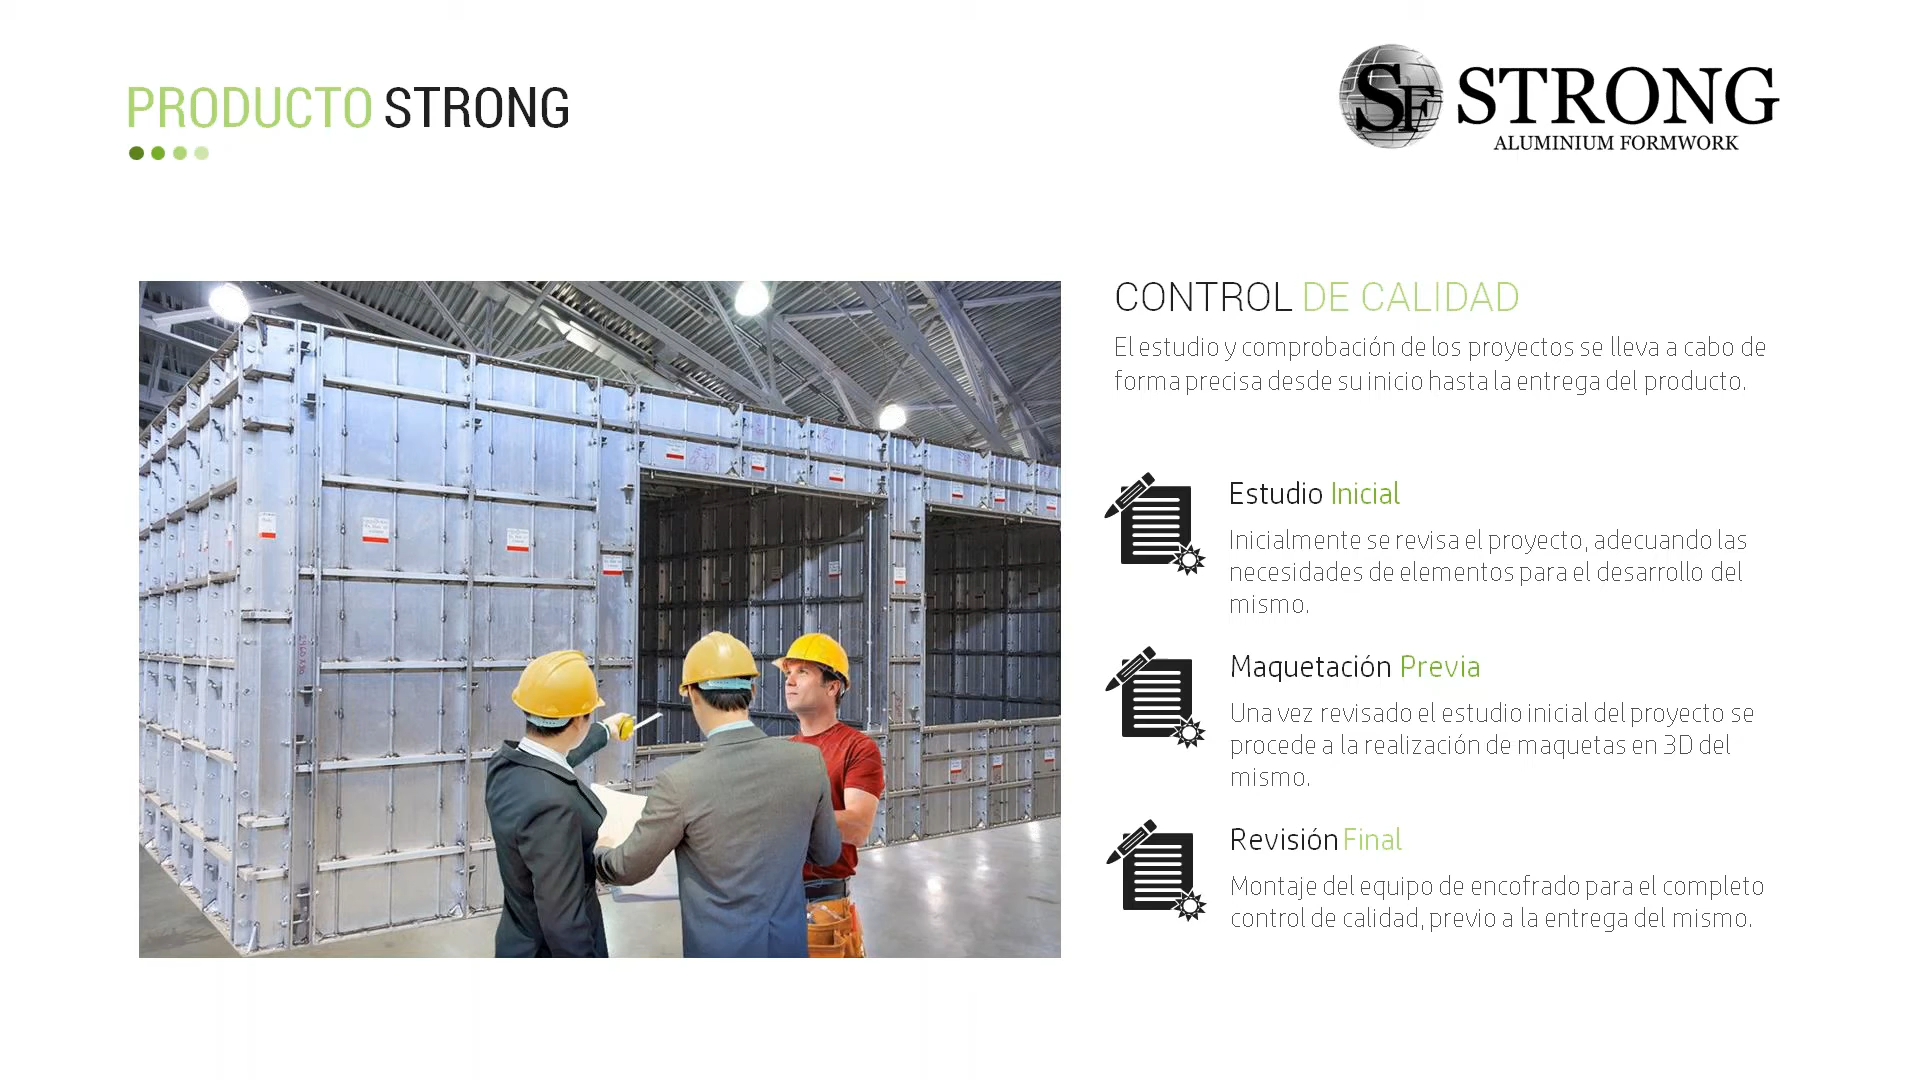 PRODUCTO STRONG
SF STRONG
ALUMINIUM FORMWORK
CONTROL DE CALIDAD
El estudio y comprobación de los proyectos se lleva a cabo de
forma precisa desde su inicio hasta la entrega del producto.
Estudio Inicial
Inicialmente se revisa el proyecto, adecuando las
necesidades de elementos para el desarrollo del
mismo.
Maquetación Previa
Una vez revisado el estudio inicial del proyecto se
procede a la realización de maquetas en 3D del
mismo.
Revisión Final
Montaje del equipo de encofrado para el completo
control de calidad, previo a la entrega del mismo.